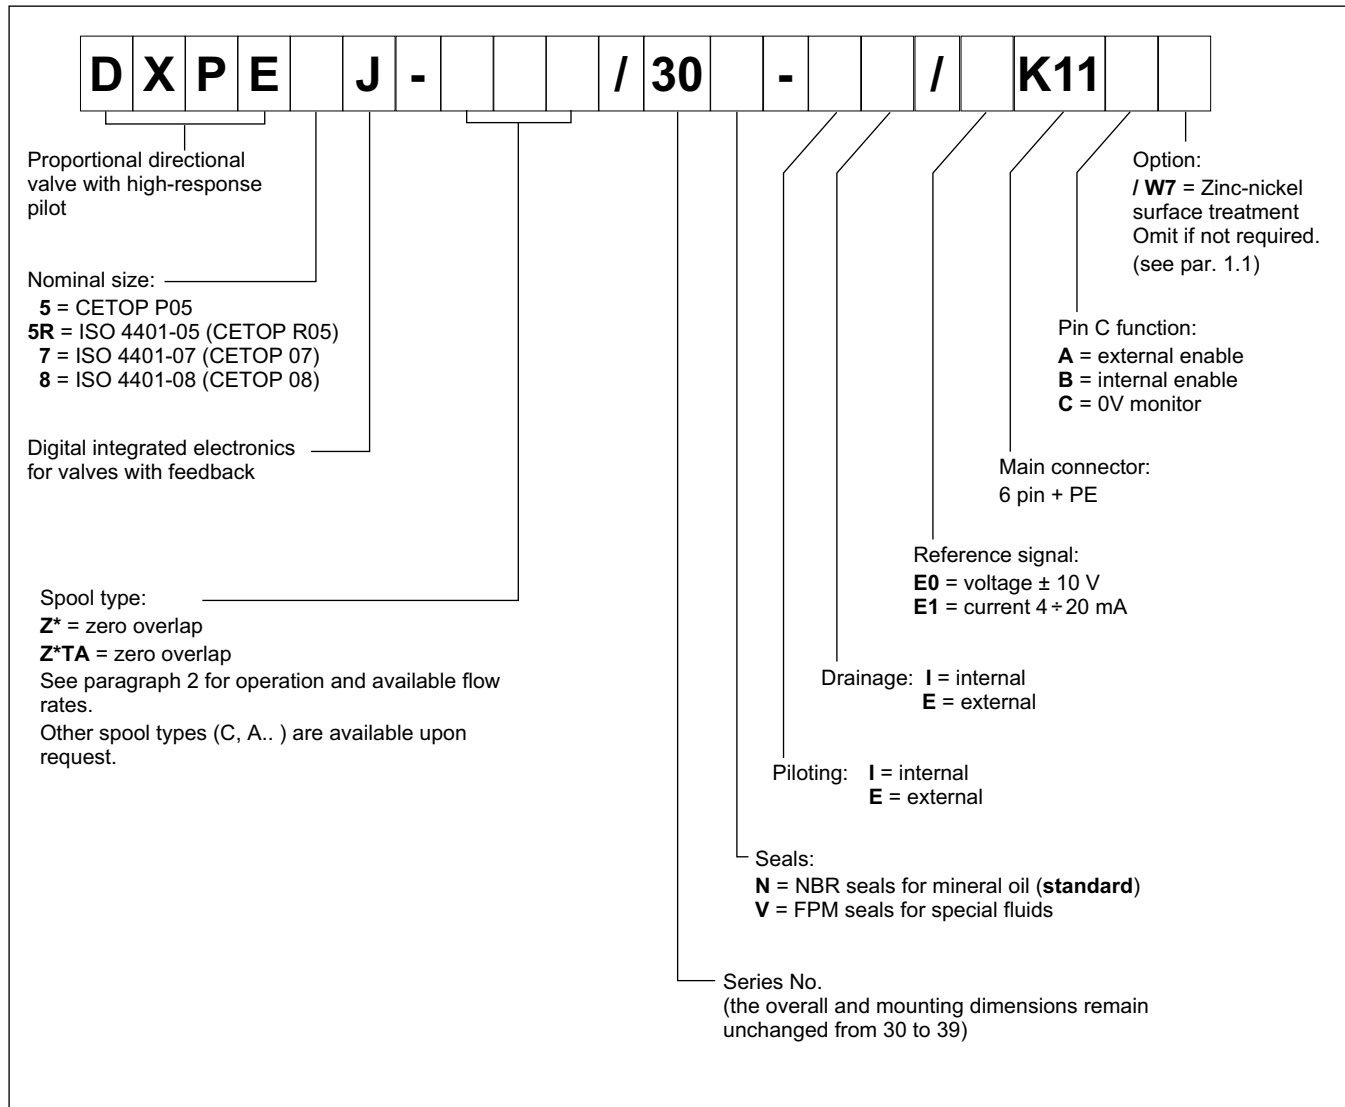 D X P E J - / 30 - / K11
Proportional directional
valve with high-response
pilot
Nominal size:
5 = CETOP P05
5R = ISO 4401-05 (CETOP R05)
7 = ISO 4401-07 (CETOP 07)
8 = ISO 4401-08 (CETOP 08)
Digital integrated electronics
for valves with feedback
Spool type:
Z* = zero overlap
Z*TA = zero overlap
See paragraph 2 for operation and available flow
rates.
Other spool types (C, A.. ) are available upon
request.
Option:
/ W7 = Zinc-nickel
surface treatment
Omit if not required.
(see par. 1.1)
Pin C function:
A = external enable
B = internal enable
C = 0V monitor
Main connector:
6 pin + PE
Reference signal:
E0 = voltage ± 10 V
E1 = current 4÷20 mA
Drainage: I = internal
E = external
Piloting: I = internal
E = external
Seals:
N = NBR seals for mineral oil (standard)
V = FPM seals for special fluids
Series No.
(the overall and mounting dimensions remain
unchanged from 30 to 39)